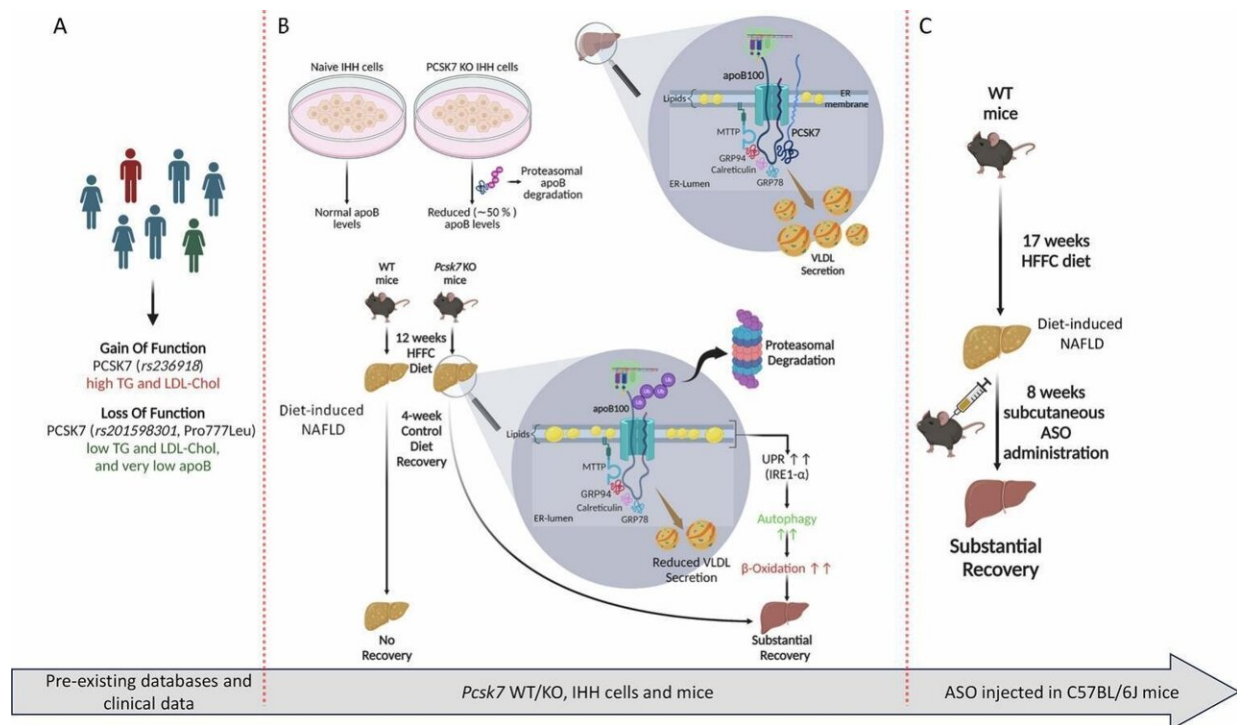 A
B
C
Gain Of Function
PCSK7 (rs236918)
high TG and LDL-Chol
Loss Of Function
PCSK7 (rs201598301, Pro777Leu)
low TG and LDL-Chol,
and very low apoB
Naive IHH cells
PCSK7 KO IHH cells
Proteasomal
apoB
degradation
Normal apoB
levels
Reduced (~50 %)
apoB levels
apoB100
Lipids
ER
membrane
MTTP
PCSK7
GRP94
Calreticulin
ER-Lumen
GRP78
VLDL
Secretion
WT
mice
Pcsk7 KO
mice
12 weeks
HFFC
Diet
Diet-induced
NAFLD
4-week
Control
Diet
Recovery
Ub
Ub
Ub
Proteasomal
Degradation
apoB100
Lipids
MTTP
GRP94
Calreticulin
ER-lumen
GRP78
Reduced VLDL
Secretion
UPR ↑ ↑
(IRE1-α)
Autophagy
↑ ↑
β-Oxidation ↑ ↑
No
Recovery
Substantial
Recovery
WT
mice
17 weeks
HFFC diet
Diet-induced
NAFLD
8 weeks
subcutaneous
ASO
administration
Substantial
Recovery
Pre-existing databases and
clinical data
Pcsk7 WT/KO, IHH cells and mice
ASO injected in C57BL/6J mice